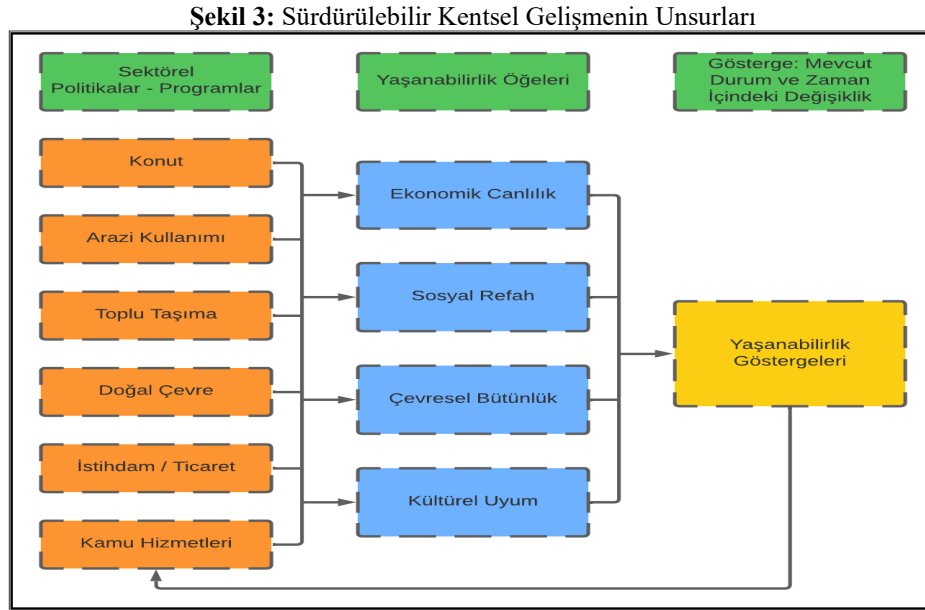 Şekil 3: Sürdürülebilir Kentsel Gelişmenin Unsurları
Sektörel
Politikalar - Programlar
Yaşanabilirlik Öğeleri
Gösterge: Mevcut
Durum ve Zaman
İçindeki Değişiklik
Konut
Arazi Kullanımı
Toplu Taşıma
Doğal Çevre
İstihdam / Ticaret
Kamu Hizmetleri
Ekonomik Canlılık
Sosyal Refah
Çevresel Bütünlük
Kültürel Uyum
Yaşanabilirlik
Göstergeleri